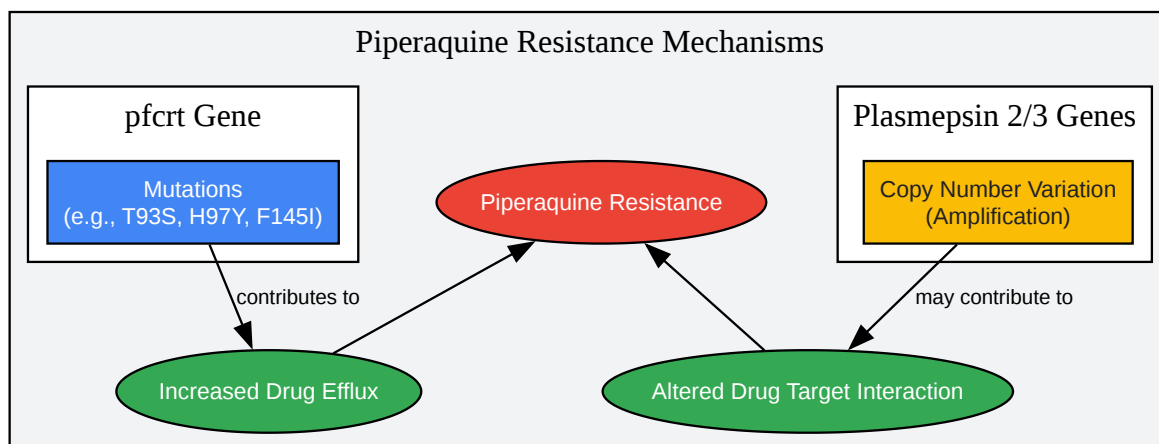 Piperaquine Resistance Mechanisms
pfcrt Gene
Mutations
(e.g., T93S, H97Y, F145I)
Piperaquine Resistance
Plasmepsin 2/3 Genes
Copy Number Variation
(Amplification)
contributes to
may contribute to
Increased Drug Efflux
Altered Drug Target Interaction